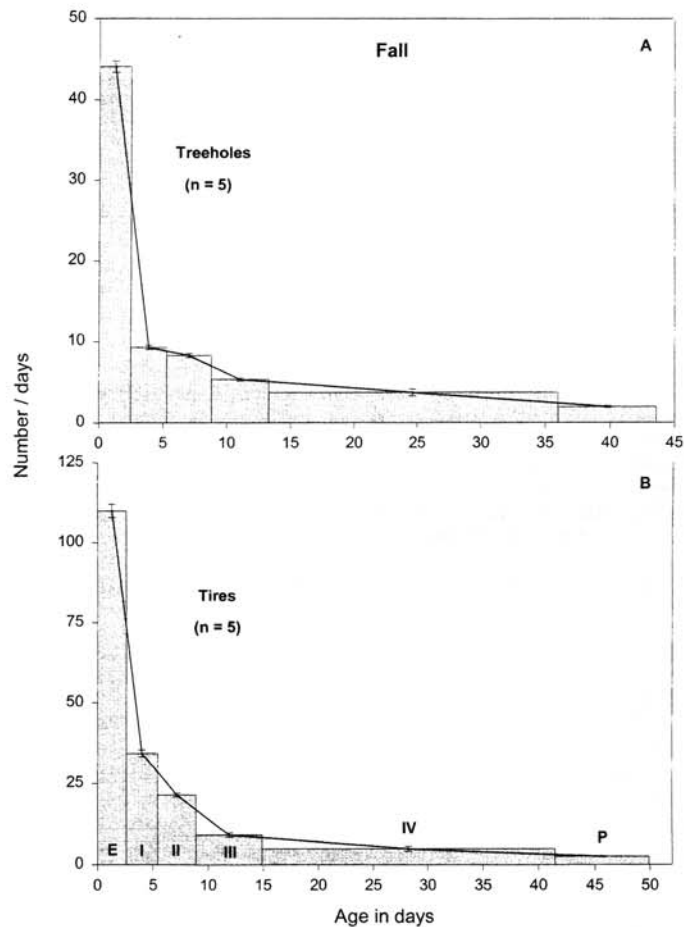 Fall
A
Treeholes
(n = 5)
50
40
30
20
10
0
0 5 10 15 20 25 30 35 40 45
Number / days
B
Tires
(n = 5)
125
100
75
50
25
0
E I II III IV P
0 5 10 15 20 25 30 35 40 45 50
Age in days